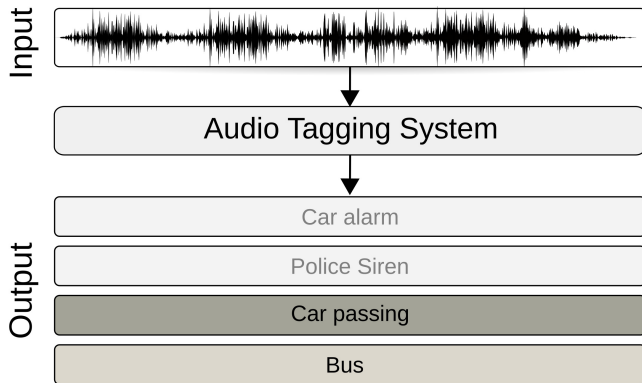 Input
Audio Tagging System
Output
Car alarm
Police Siren
Car passing
Bus